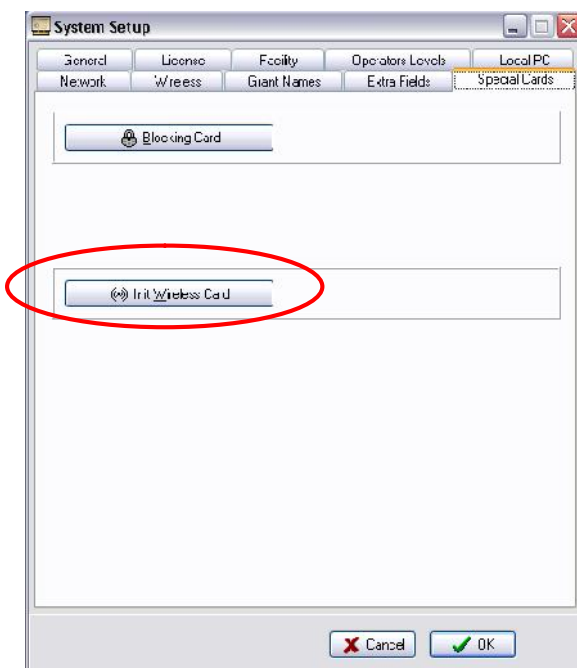 System Setup
General License Facility Operators Levels Local PC
Network Wireless Grant Names Extra Fields Special Cards
Blocking Card
Init Wireless Card
Cancel OK